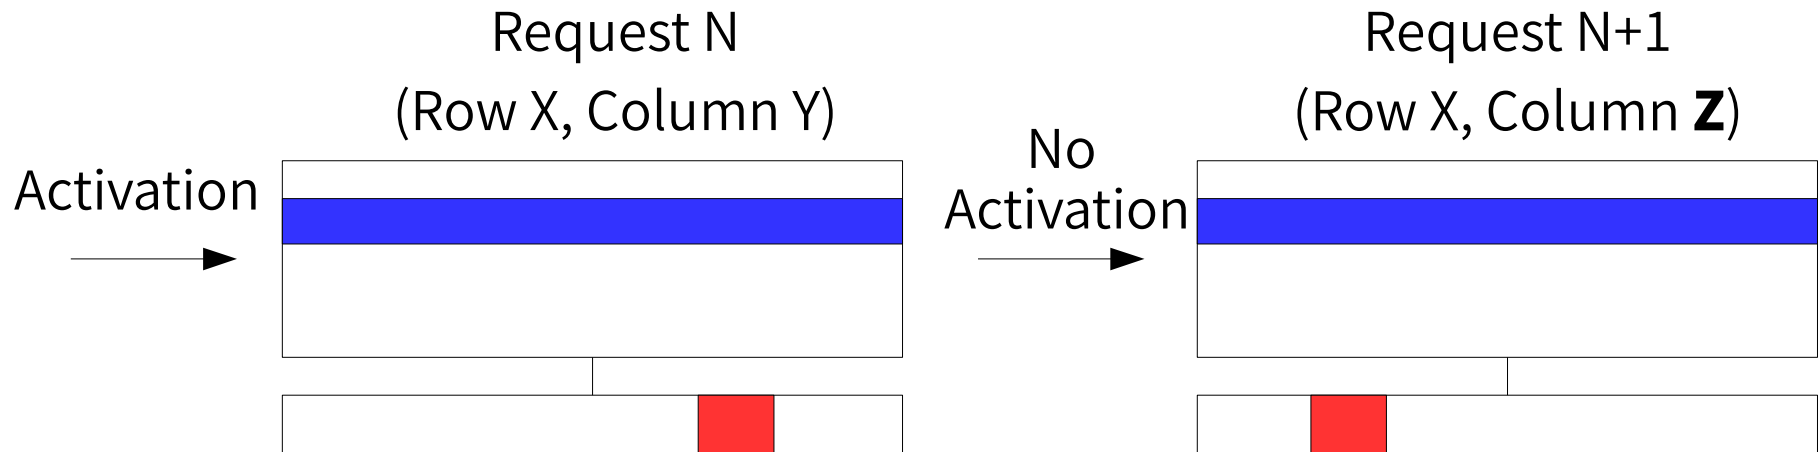 Request N
(Row X, Column Y)
Activation
No
Activation
Request N+1
(Row X, Column Z)